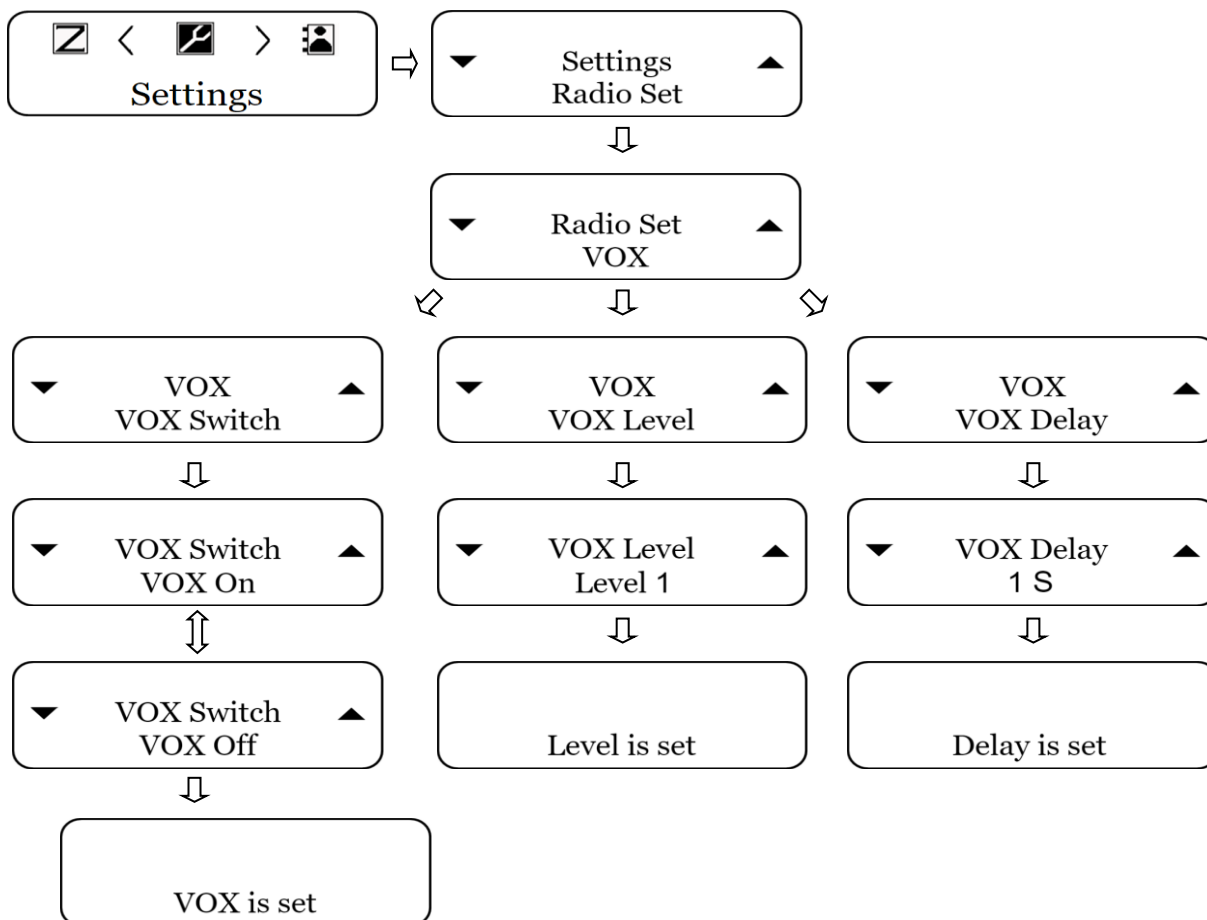 Settings
Settings
Radio Set
Radio Set
VOX
VOX
VOX Switch
VOX
VOX Level
VOX
VOX Delay
VOX Switch
VOX On
VOX Level
Level 1
VOX Delay
1 S
VOX Switch
VOX Off
Level is set
Delay is set
VOX is set